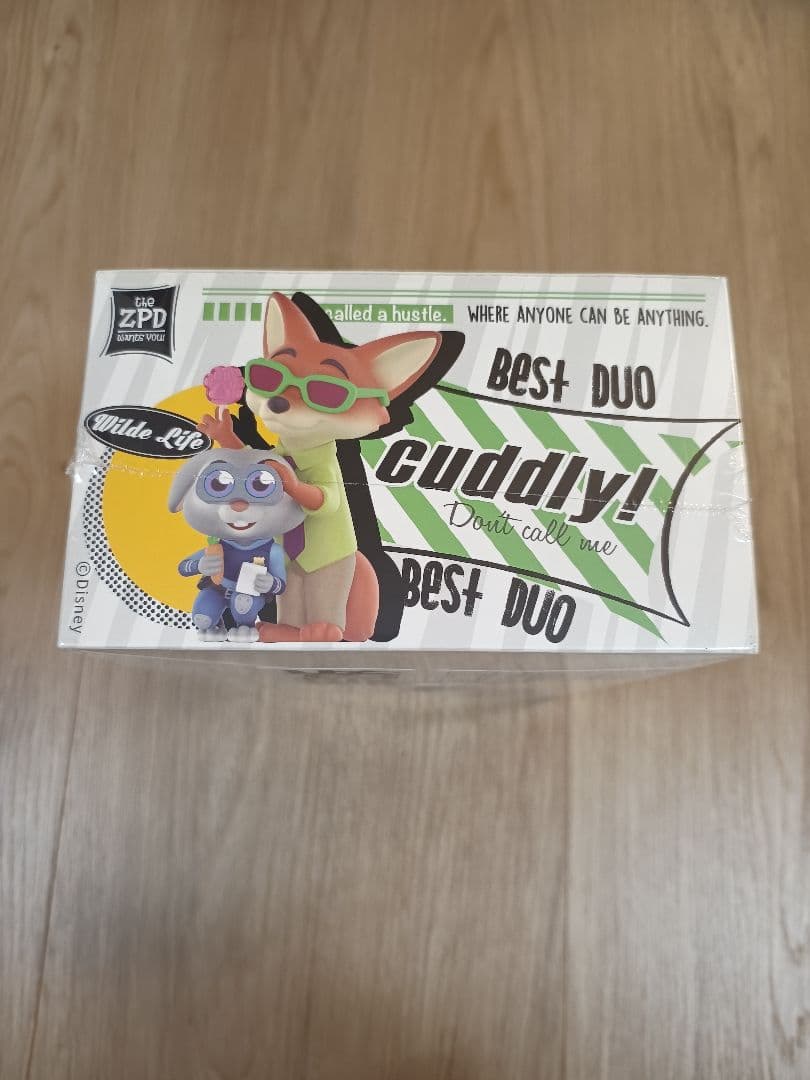 the
ZPD
wants you!
called a hustle.
WHERE ANYONE CAN BE ANYTHING.
Best DUO
Wilde Life
cuddly!
Don't call me
Best DUO
©Disney